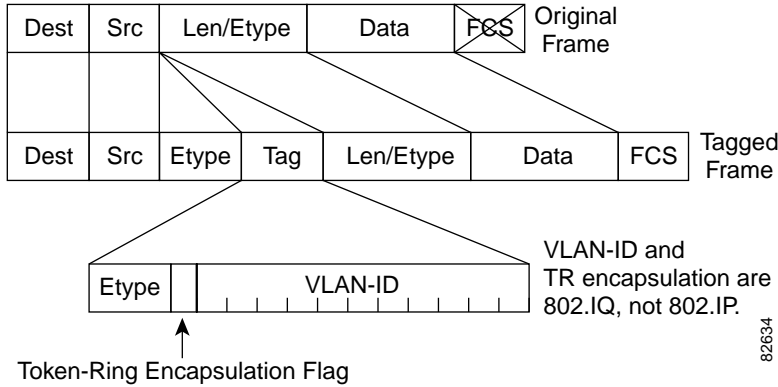 Dest Src Len/Etype Data FCS Original
Frame
Dest Src Etype Tag Len/Etype Data FCS Tagged
Frame
Etype VLAN-ID
VLAN-ID and
TR encapsulation are
802.IQ, not 802.IP.
Token-Ring Encapsulation Flag
82634